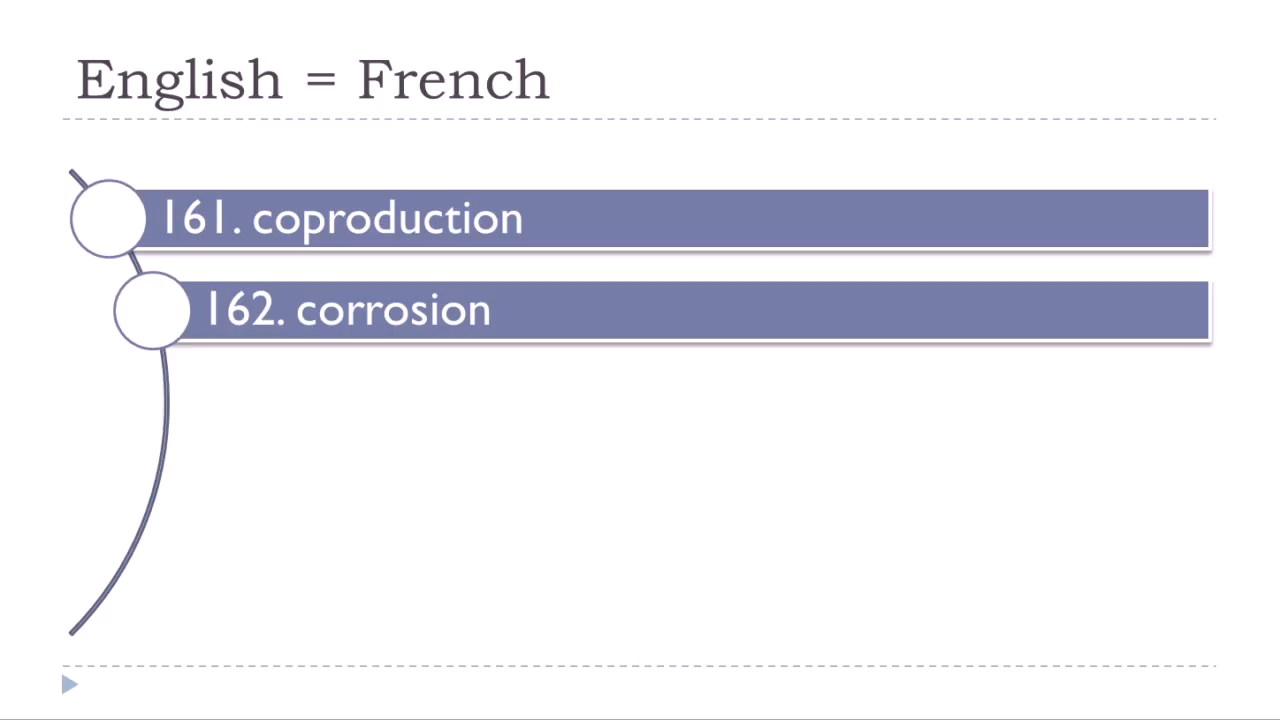 English = French
161. coproduction
162. corrosion